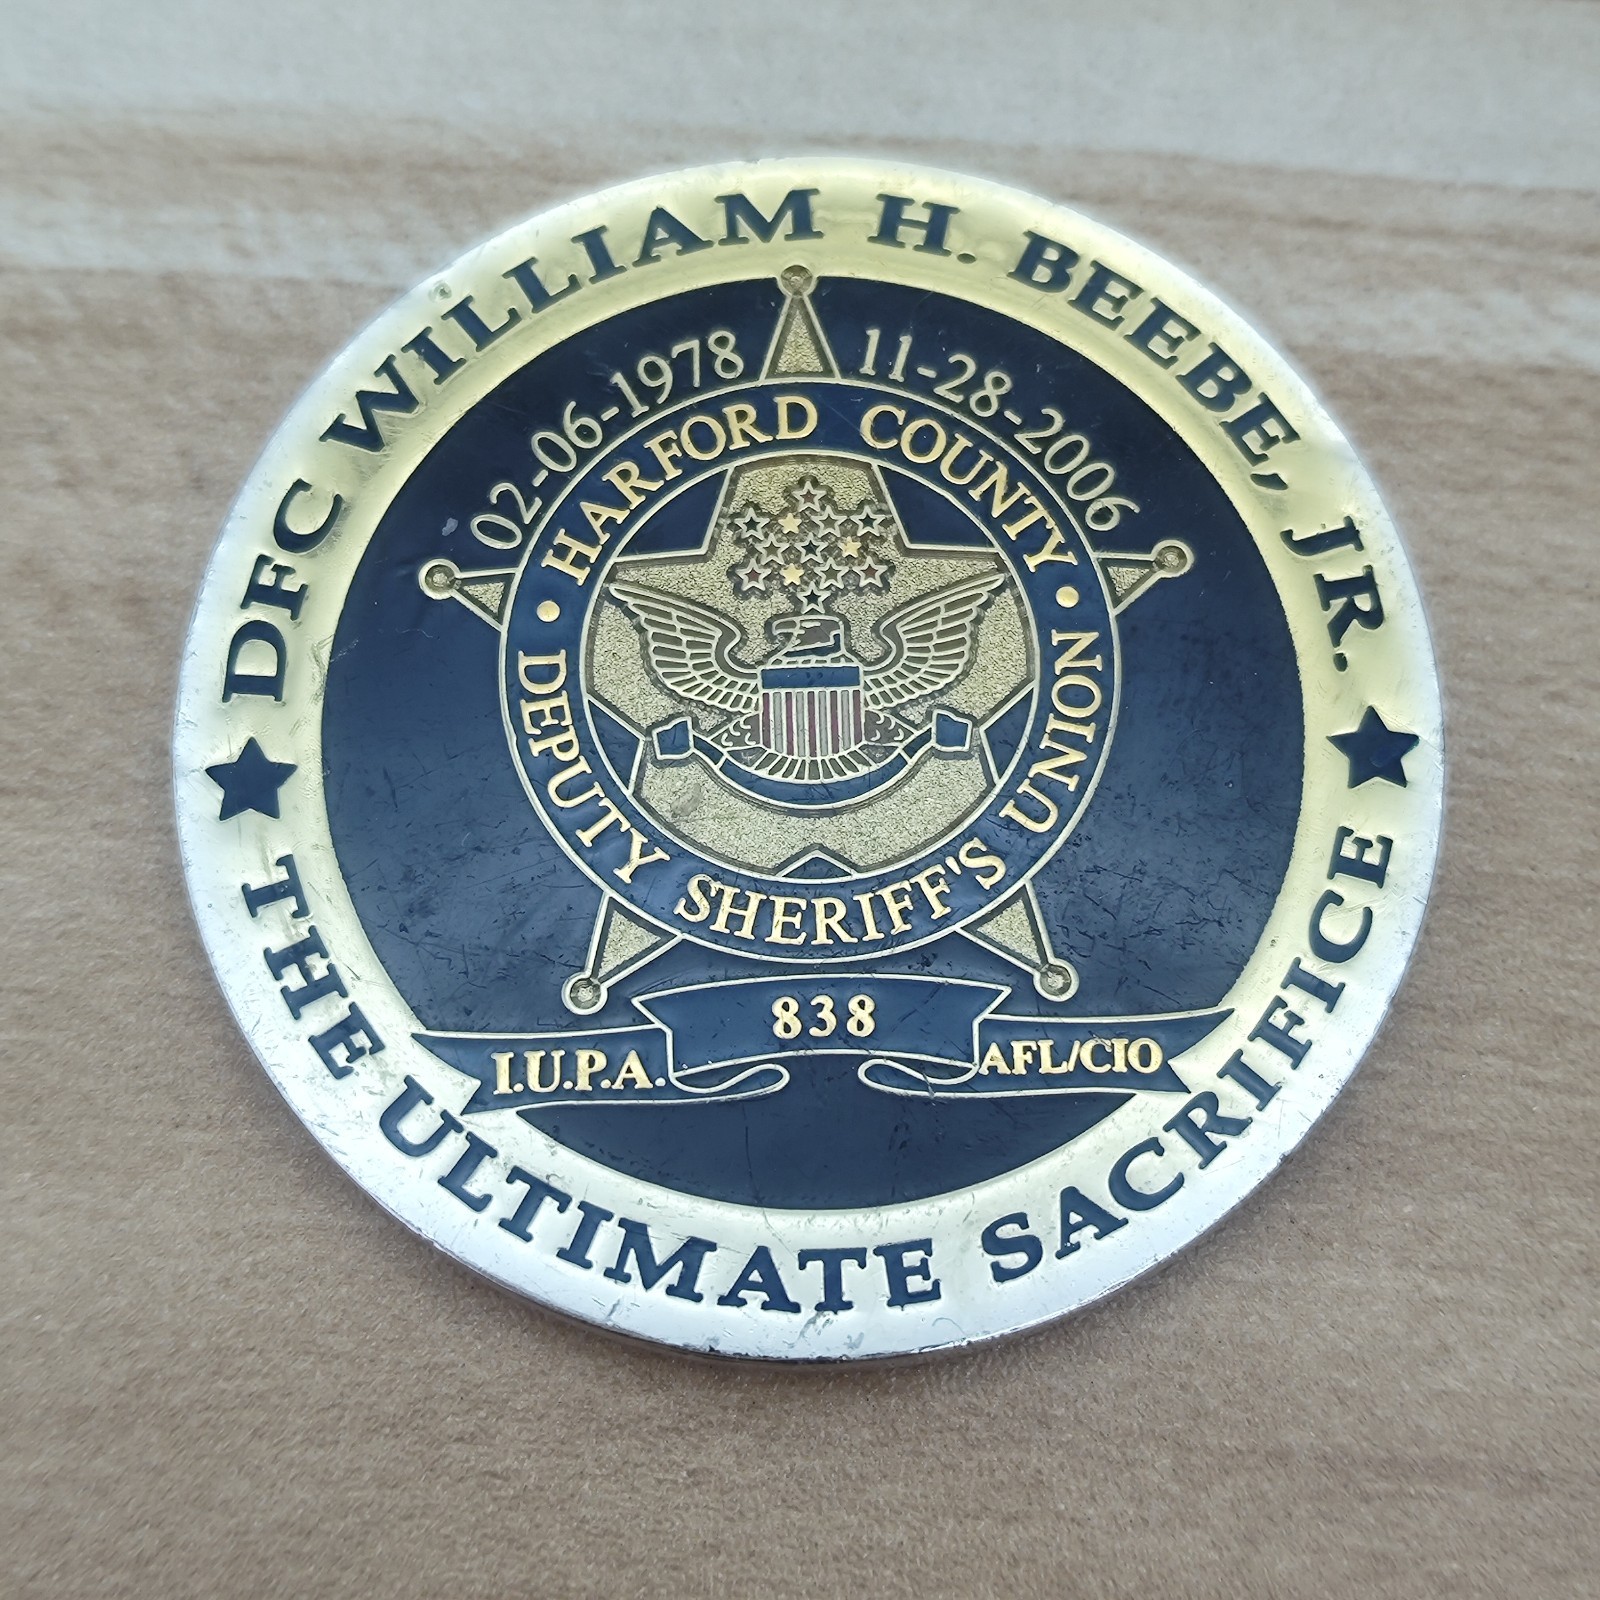 DFC WILLIAM H. BEEBE, JR.
02-06-1978 11-28-2006
HARFORD COUNTY
DEPUTY SHERIFF'S UNION
838
I.U.P.A. AFL/CIO
THE ULTIMATE SACRIFICE